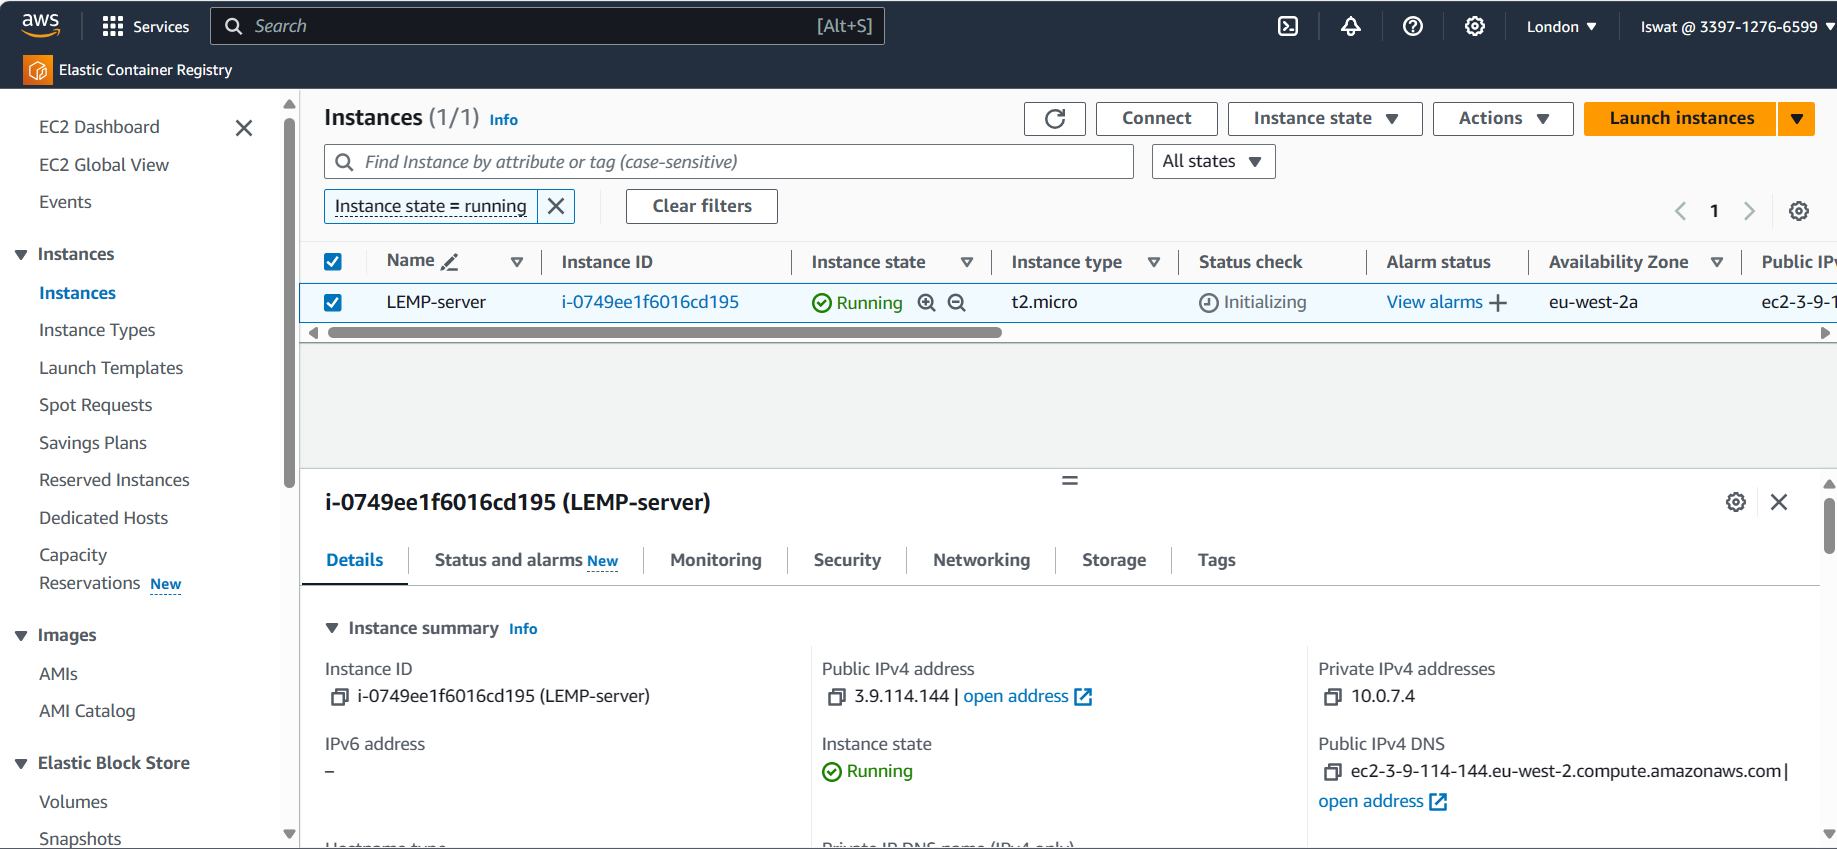 aws
Services
Search
[Alt+S]
London
Iswat @ 3397-1276-6599
Elastic Container Registry
EC2 Dashboard
EC2 Global View
Events
Instances
Instances
Instance Types
Launch Templates
Spot Requests
Savings Plans
Reserved Instances
Dedicated Hosts
Capacity
Reservations New
Images
AMIs
AMI Catalog
Elastic Block Store
Volumes
Snapshots
Instances (1/1) Info
Connect
Instance state
Actions
Launch instances
Find Instance by attribute or tag (case-sensitive)
All states
Instance state = running
Clear filters
1
Name
Instance ID
Instance state
Instance type
Status check
Alarm status
Availability Zone
Public IPv
LEMP-server
i-0749ee1f6016cd195
Running
t2.micro
Initializing
View alarms
eu-west-2a
ec2-3-9-1
i-0749ee1f6016cd195 (LEMP-server)
Details
Status and alarms New
Monitoring
Security
Networking
Storage
Tags
Instance summary Info
Instance ID
i-0749ee1f6016cd195 (LEMP-server)
Public IPv4 address
3.9.114.144 | open address
Private IPv4 addresses
10.0.7.4
IPv6 address
–
Instance state
Running
Public IPv4 DNS
ec2-3-9-114-144.eu-west-2.compute.amazonaws.com |
open address
Hostname type
Private IP DNS name (IPv4 only)